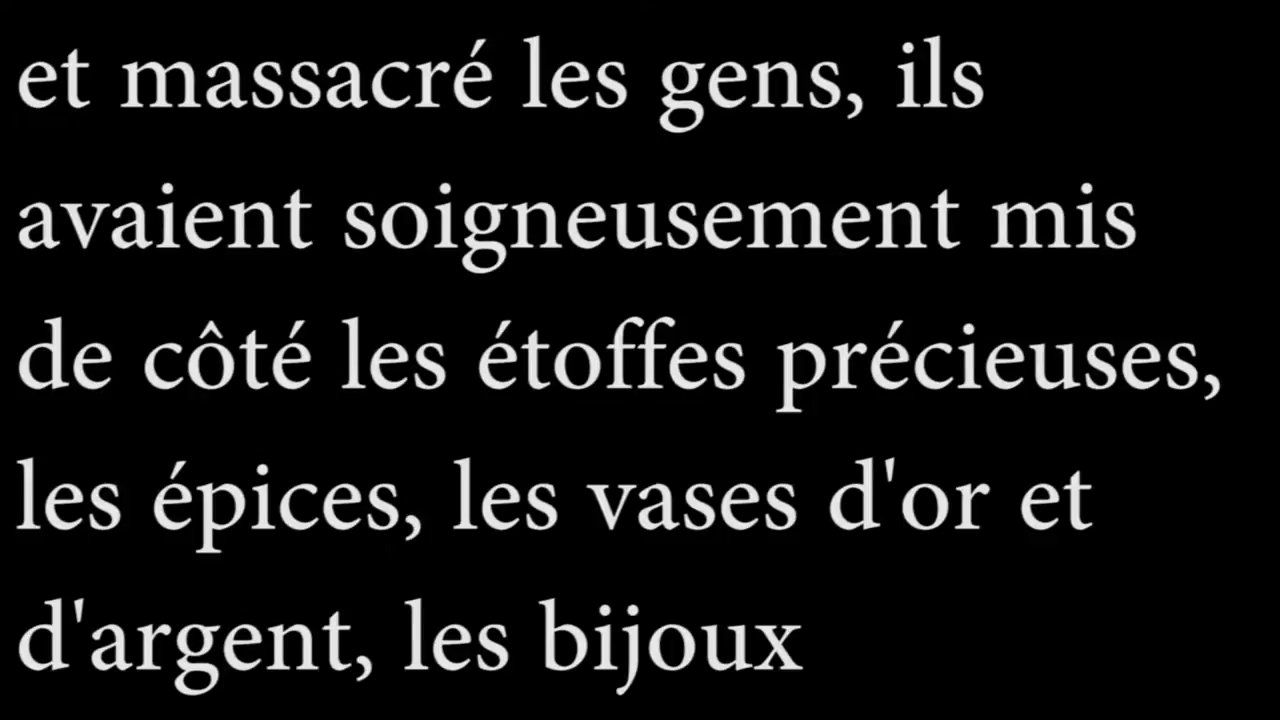 et massacré les gens, ils
avaient soigneusement mis
de côté les étoffes précieuses,
les épices, les vases d'or et
d'argent, les bijoux